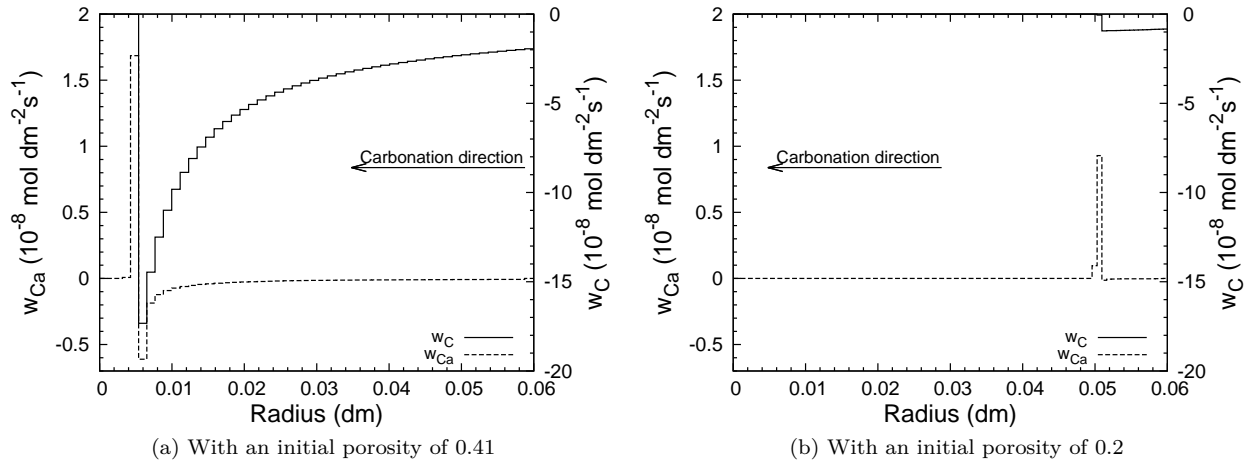 2
1.5
1
0.5
0
-0.5
w_Ca (10^-8 mol dm^-2 s^-1)
0
-5
-10
-15
-20
w_C (10^-8 mol dm^-2 s^-1)
Carbonation direction
w_C
w_Ca
0 0.01 0.02 0.03 0.04 0.05 0.06
Radius (dm)
(a) With an initial porosity of 0.41
2
1.5
1
0.5
0
-0.5
w_Ca (10^-8 mol dm^-2 s^-1)
0
-5
-10
-15
-20
w_C (10^-8 mol dm^-2 s^-1)
Carbonation direction
w_C
w_Ca
0 0.01 0.02 0.03 0.04 0.05 0.06
Radius (dm)
(b) With an initial porosity of 0.2